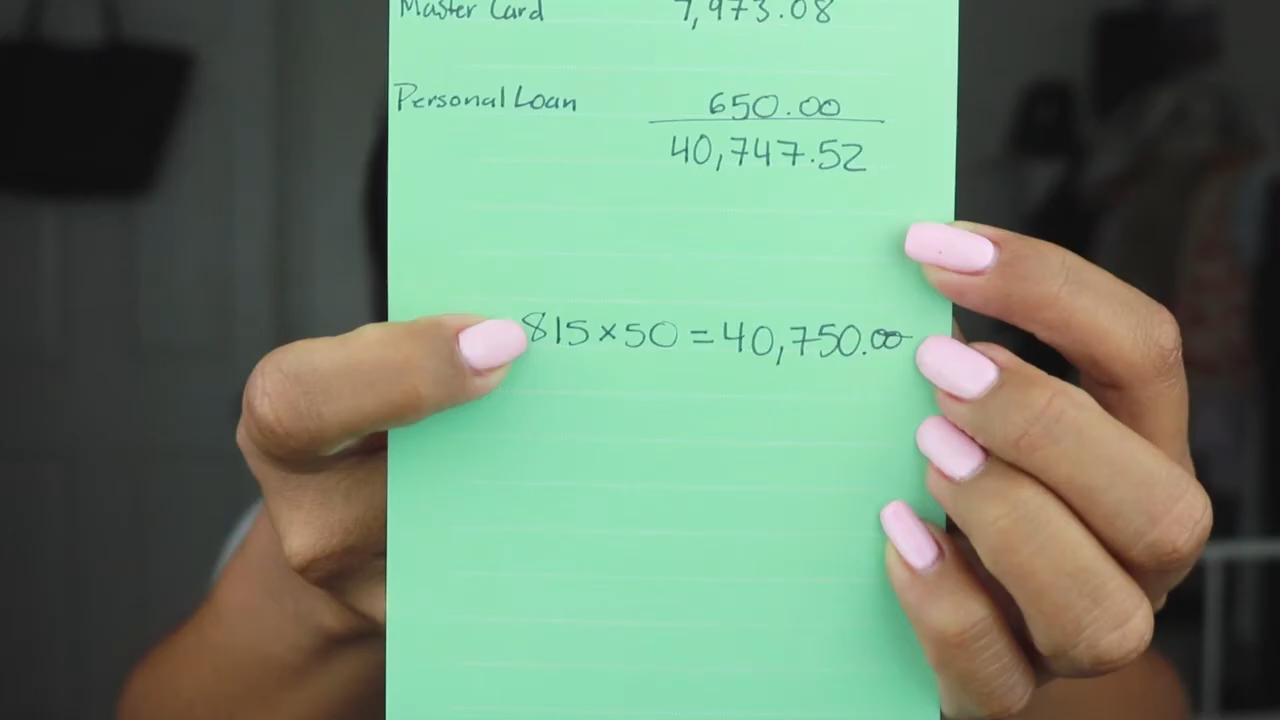 Master Card 7,973.08
Personal Loan 650.00
40,747.52
815 x 50 = 40,750.00